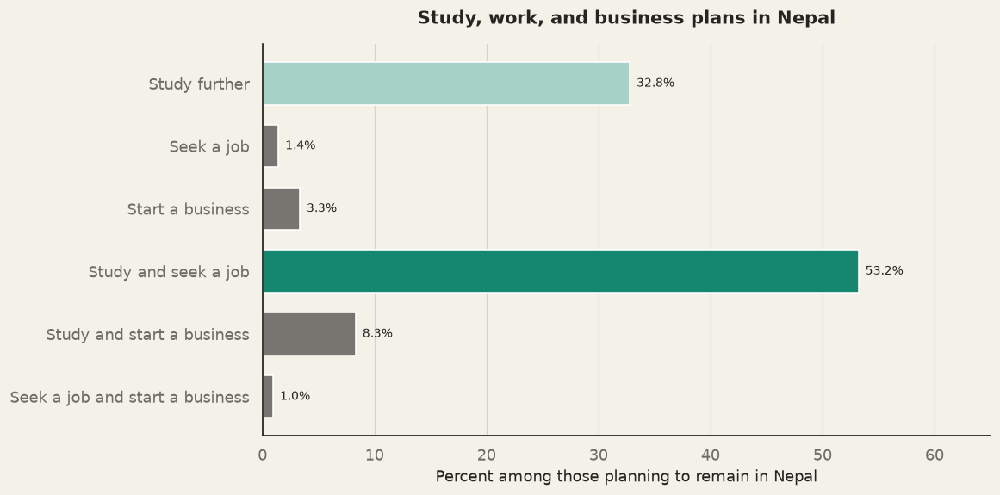 Study, work, and business plans in Nepal
Study further
32.8%
Seek a job
1.4%
Start a business
3.3%
Study and seek a job
53.2%
Study and start a business
8.3%
Seek a job and start a business
1.0%
0 10 20 30 40 50 60
Percent among those planning to remain in Nepal